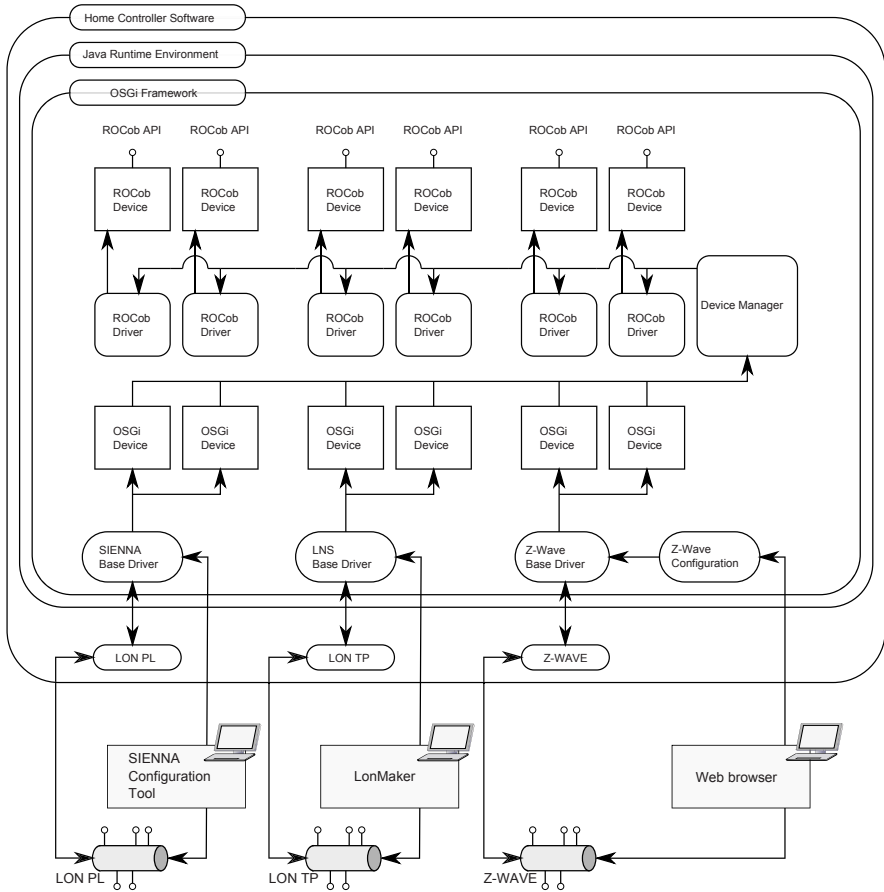 Home Controller Software
Java Runtime Environment
OSGi Framework
ROCob API ROCob API ROCob API ROCob API ROCob API ROCob API
ROCob ROCob ROCob ROCob ROCob ROCob
Device Device Device Device Device Device
ROCob ROCob ROCob ROCob ROCob ROCob
Driver Driver Driver Driver Driver Driver
Device Manager
OSGi OSGi OSGi OSGi OSGi OSGi
Device Device Device Device Device Device
SIENNA LNS Z-Wave Z-Wave
Base Driver Base Driver Base Driver Configuration
LON PL LON TP Z-WAVE
SIENNA
Configuration
Tool
LonMaker
Web browser
LON PL LON TP Z-WAVE